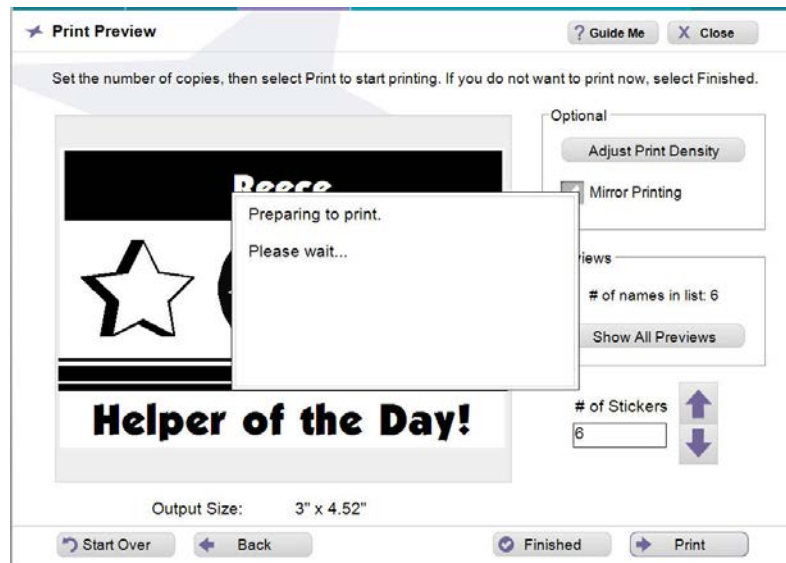 Print Preview
? Guide Me
X Close
Set the number of copies, then select Print to start printing. If you do not want to print now, select Finished.
Optional
Adjust Print Density
Mirror Printing
Reece
Preparing to print.
Please wait...
# of names in list: 6
Show All Previews
Helper of the Day!
# of Stickers
6
Output Size: 3" x 4.52"
Start Over
Back
Finished
Print